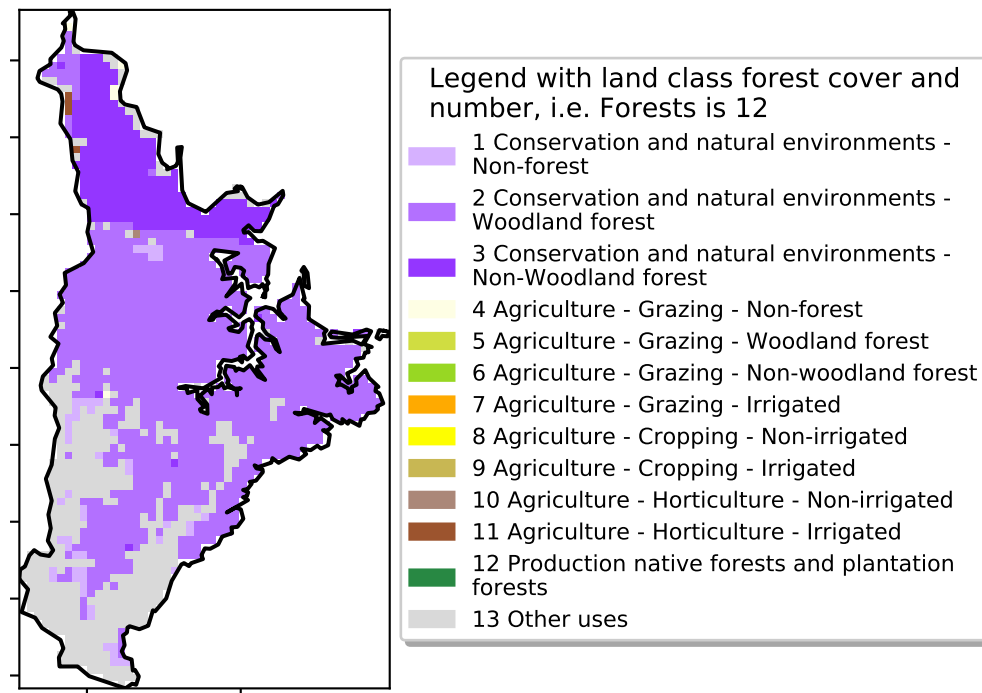 Legend with land class forest cover and
number, i.e. Forests is 12
1 Conservation and natural environments -
Non-forest
2 Conservation and natural environments -
Woodland forest
3 Conservation and natural environments -
Non-Woodland forest
4 Agriculture - Grazing - Non-forest
5 Agriculture - Grazing - Woodland forest
6 Agriculture - Grazing - Non-woodland forest
7 Agriculture - Grazing - Irrigated
8 Agriculture - Cropping - Non-irrigated
9 Agriculture - Cropping - Irrigated
10 Agriculture - Horticulture - Non-irrigated
11 Agriculture - Horticulture - Irrigated
12 Production native forests and plantation
forests
13 Other uses